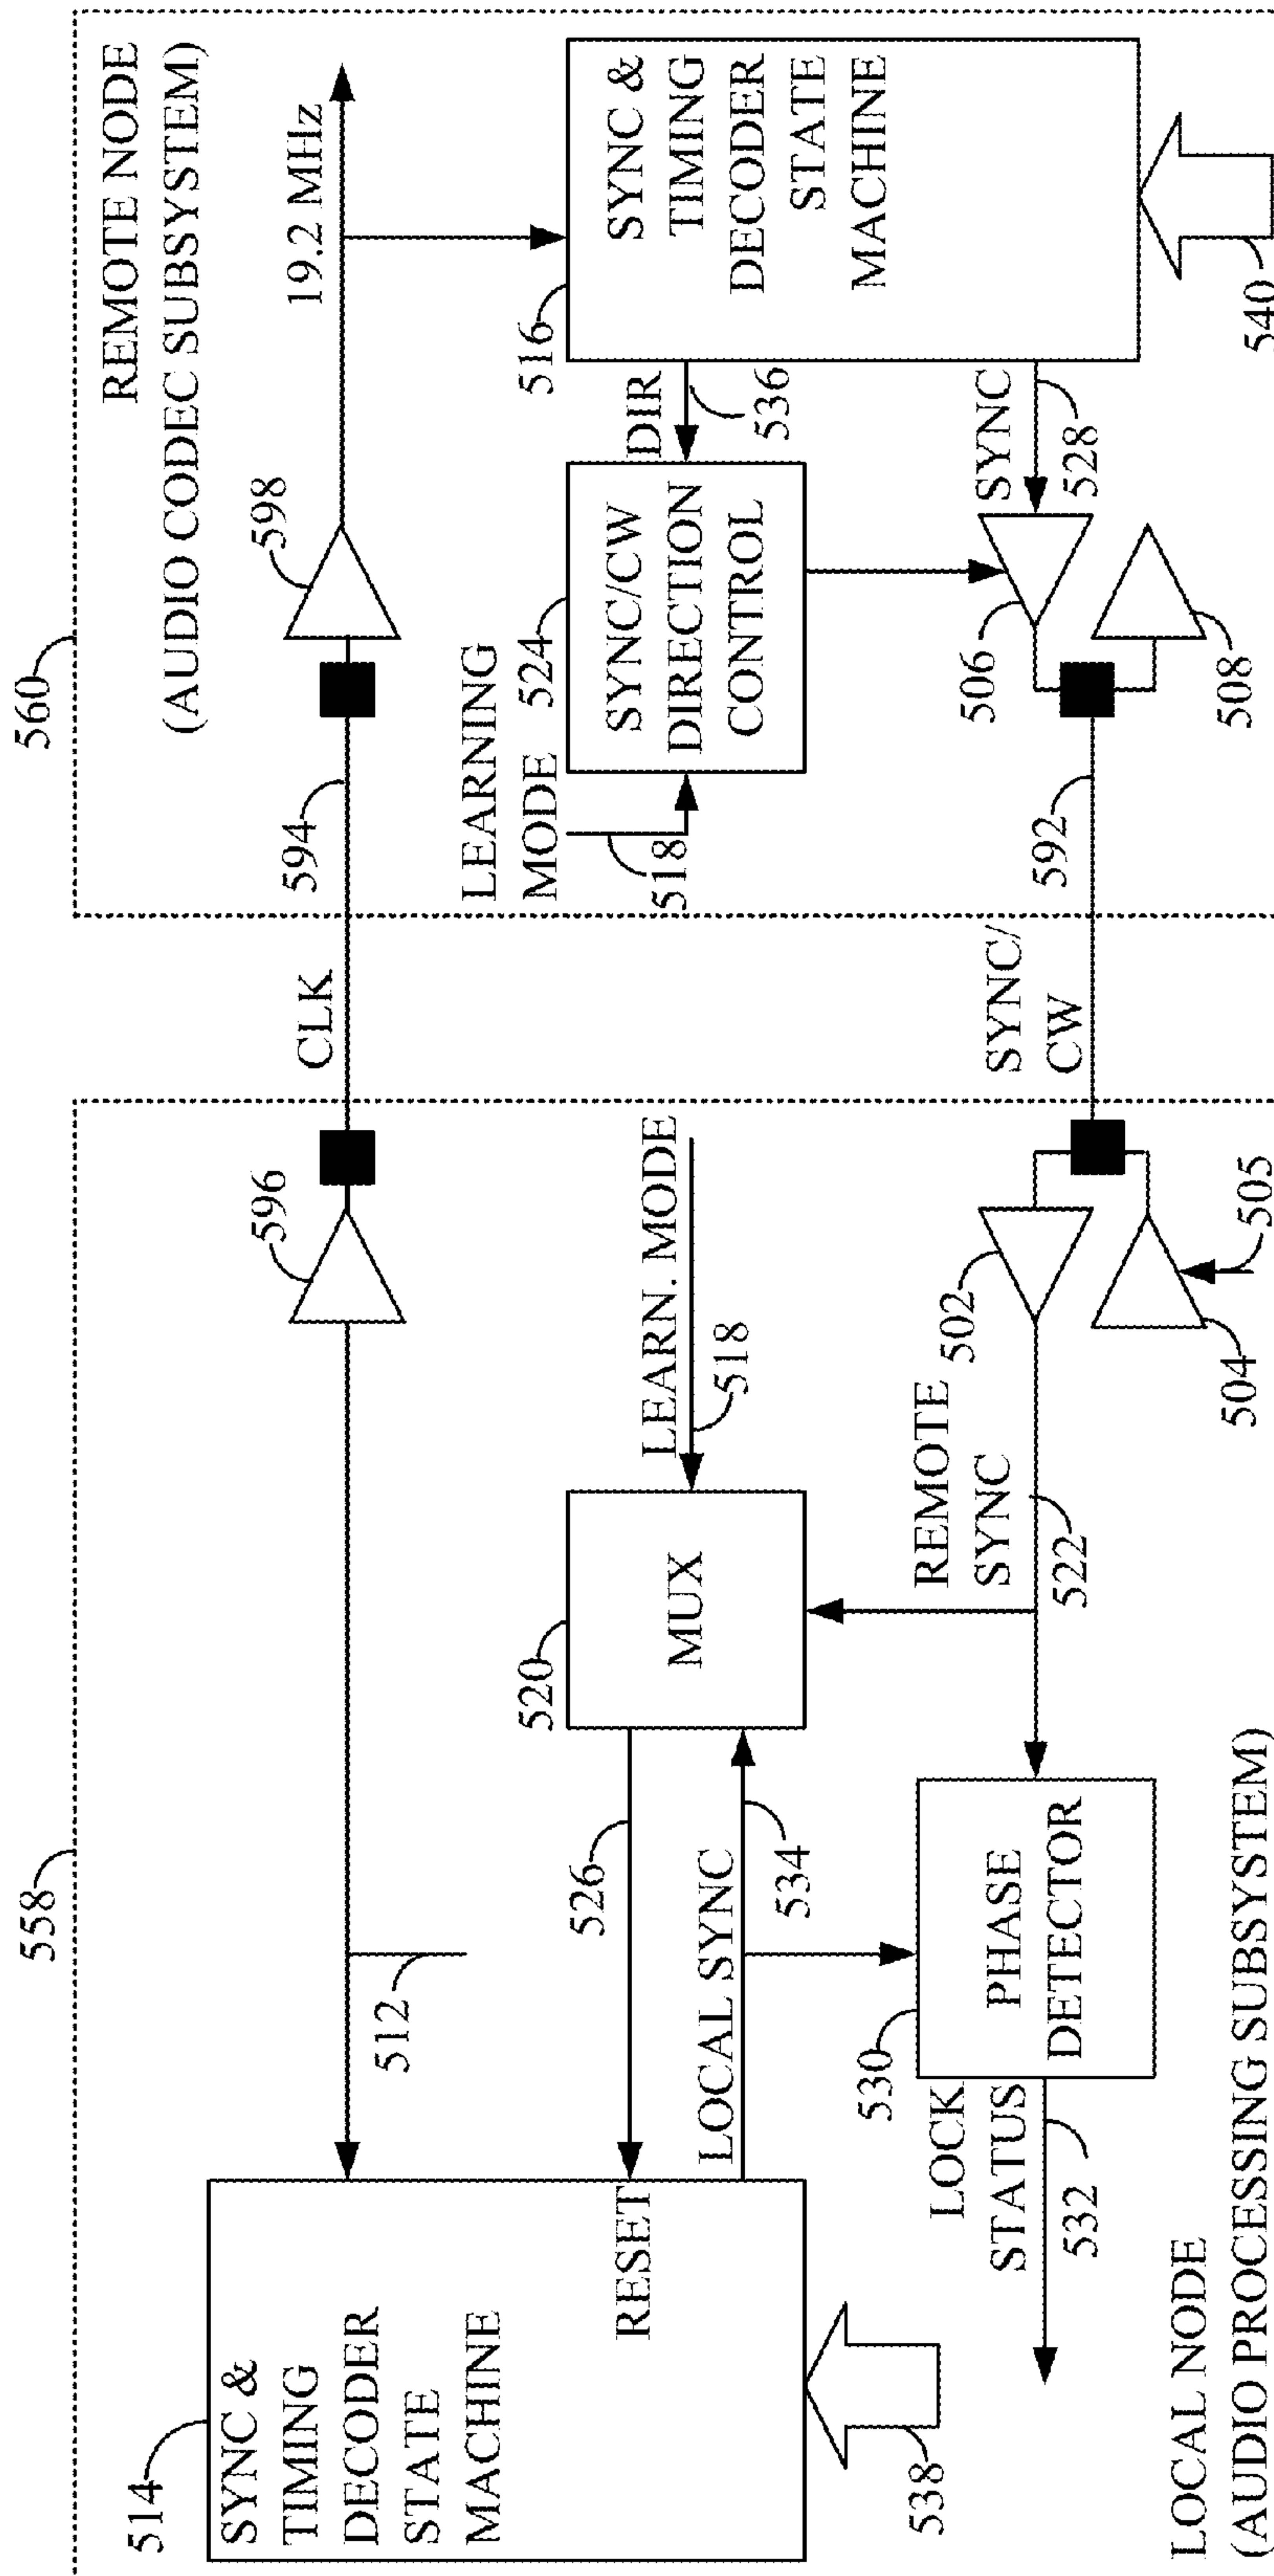 558
514
SYNC &
TIMING
DECODER
STATE
MACHINE
RESET
538
512
526
LOCAL SYNC
534
520
MUX
LEARN. MODE
518
596
530
PHASE
DETECTOR
LOCK
STATUS
532
REMOTE
SYNC
522
502
504
505
LOCAL NODE
(AUDIO PROCESSING SUBSYSTEM)
CLK
SYNC/
CW
560
REMOTE NODE
(AUDIO CODEC SUBSYSTEM)
594
598
19.2 MHz
LEARNING
MODE
518
524
SYNC/CW
DIRECTION
CONTROL
DIR
536
516
SYNC &
TIMING
DECODER
STATE
MACHINE
SYNC
528
506
508
592
540